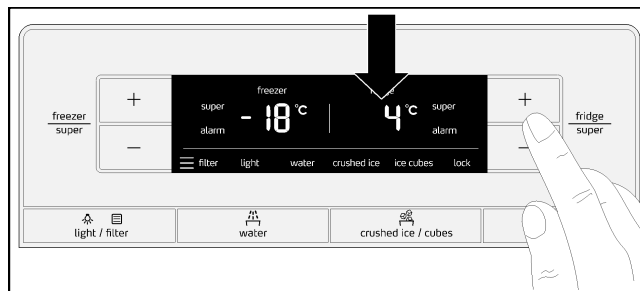 freezer
super
+
−
freezer
super
alarm
-18 °C
4 °C
super
alarm
filter light water crushed ice ice cubes lock
+
−
fridge
super
light / filter
water
crushed ice / cubes